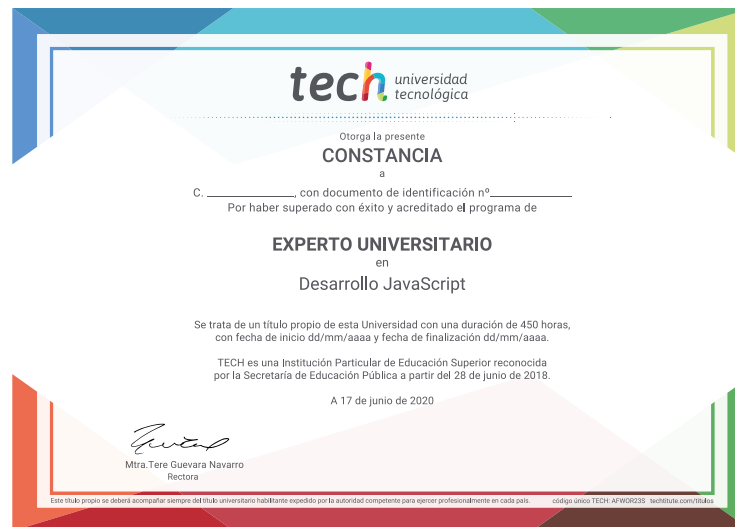 tech universidad
tecnológica
Otorga la presente
CONSTANCIA
a
C. ________________, con documento de identificación nº______________
Por haber superado con éxito y acreditado el programa de
EXPERTO UNIVERSITARIO
en
Desarrollo JavaScript
Se trata de un título propio de esta Universidad con una duración de 450 horas,
con fecha de inicio dd/mm/aaaa y fecha de finalización dd/mm/aaaa.
TECH es una Institución Particular de Educación Superior reconocida
por la Secretaría de Educación Pública a partir del 28 de junio de 2018.
A 17 de junio de 2020
Mtra.Tere Guevara Navarro
Rectora
Este título propio se deberá acompañar siempre del título universitario habilitante expedido por la autoridad competente para ejercer profesionalmente en cada país. código único TECH: AFWOR23S techtitute.com/titulos